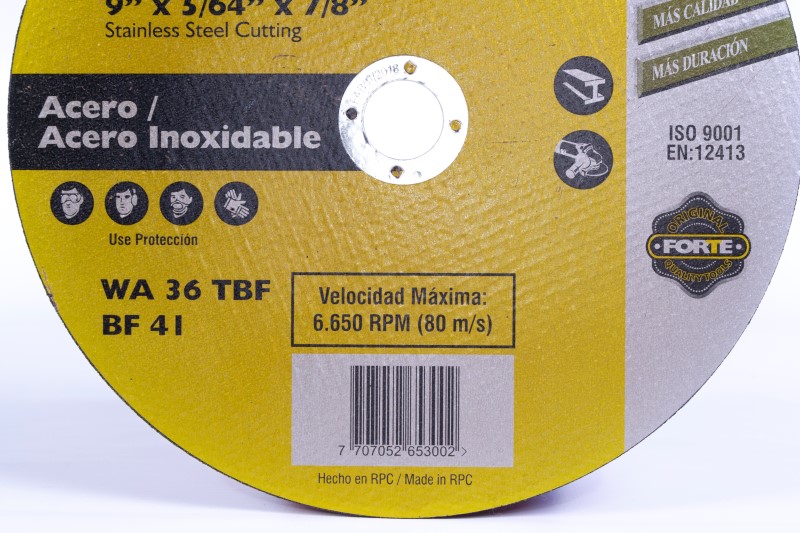 9" x 5/64" x 7/8"
Stainless Steel Cutting
MÁS CALIDAD
MÁS DURACIÓN
Acero /
Acero Inoxidable
ISO 9001
EN:12413
Use Protección
ORIGINAL
FORTE
QUALITY TOOLS
WA 36 TBF
BF 41
Velocidad Máxima:
6.650 RPM (80 m/s)
7 707052 653002 >
Hecho en RPC / Made in RPC